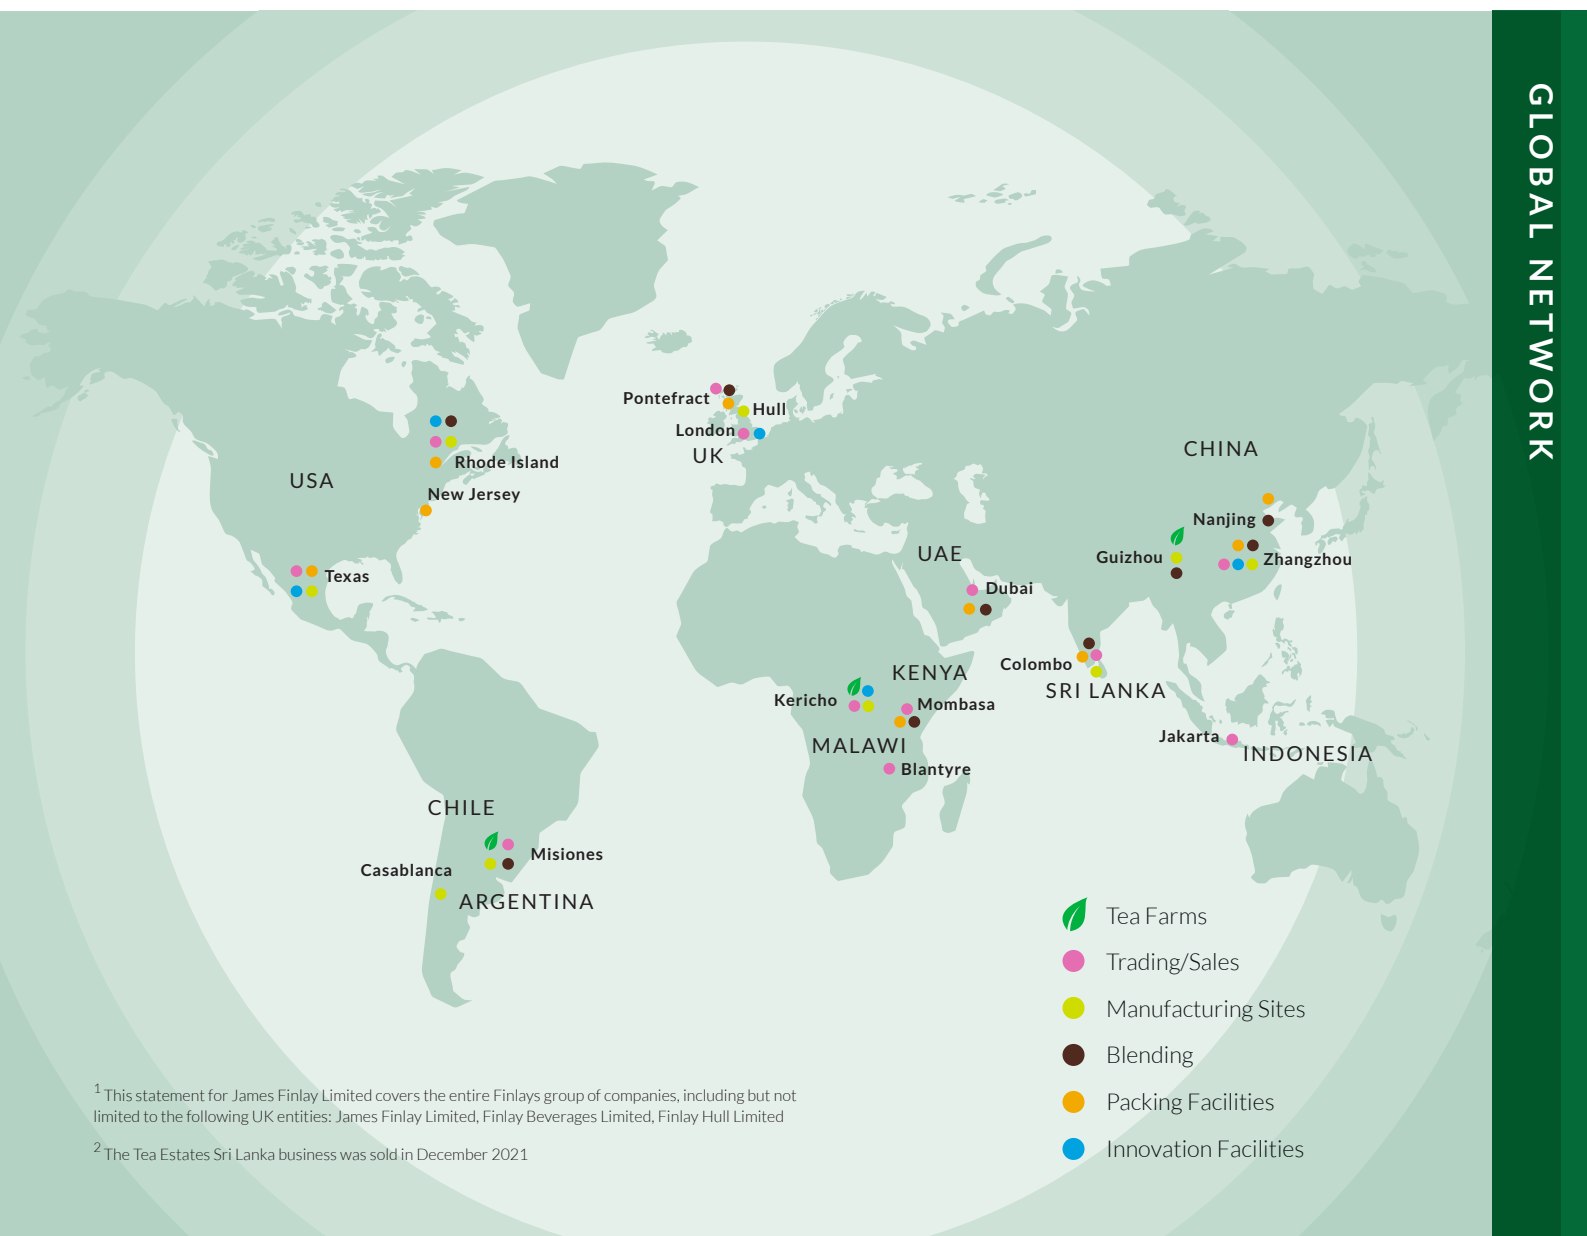 GLOBAL NETWORK
Pontefract
Hull
London
UK
CHINA
USA
Rhode Island
New Jersey
Nanjing
Guizhou
Zhangzhou
UAE
Texas
Dubai
KENYA
Colombo
SRI LANKA
Kericho
Mombasa
MALAWI
Jakarta
INDONESIA
Blantyre
CHILE
Misiones
Casablanca
ARGENTINA
Tea Farms
Trading/Sales
Manufacturing Sites
Blending
Packing Facilities
Innovation Facilities
1 This statement for James Finlay Limited covers the entire Finlays group of companies, including but not
limited to the following UK entities: James Finlay Limited, Finlay Beverages Limited, Finlay Hull Limited
2 The Tea Estates Sri Lanka business was sold in December 2021